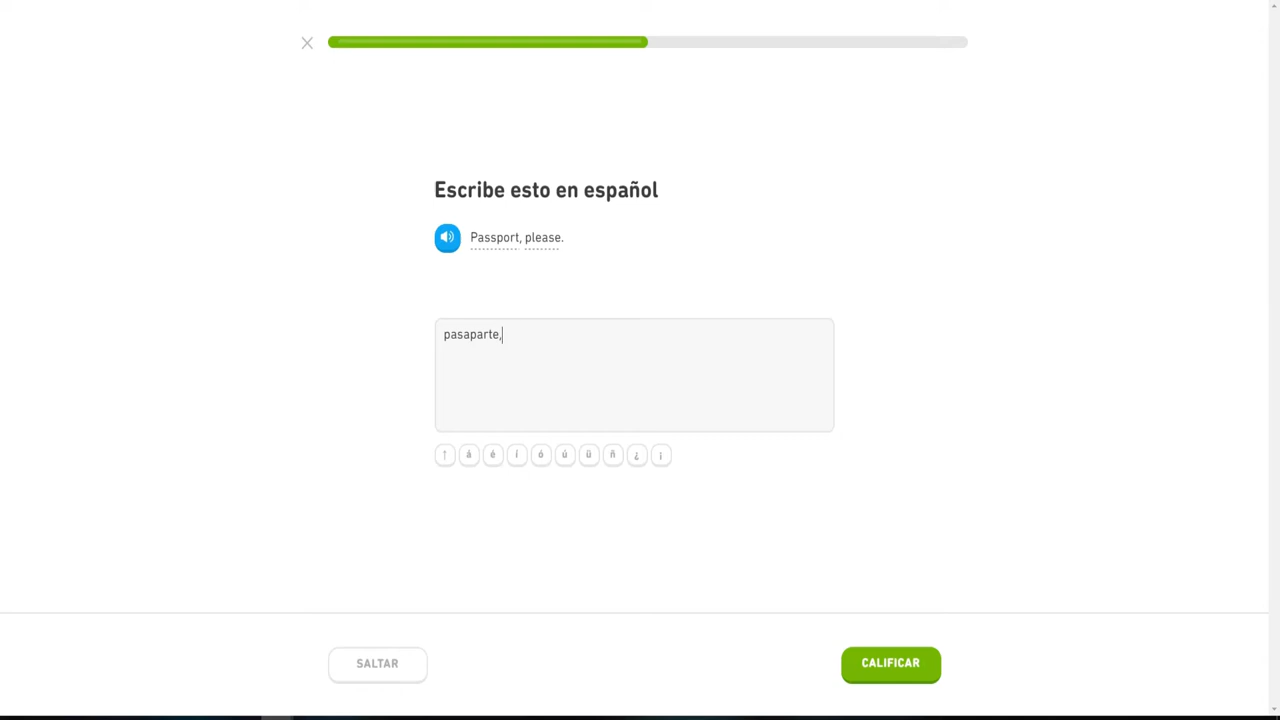 Escribe esto en español
Passport, please.
pasaparte,
↑ á é í ó ú ü ñ ¿ ¡
SALTAR
CALIFICAR